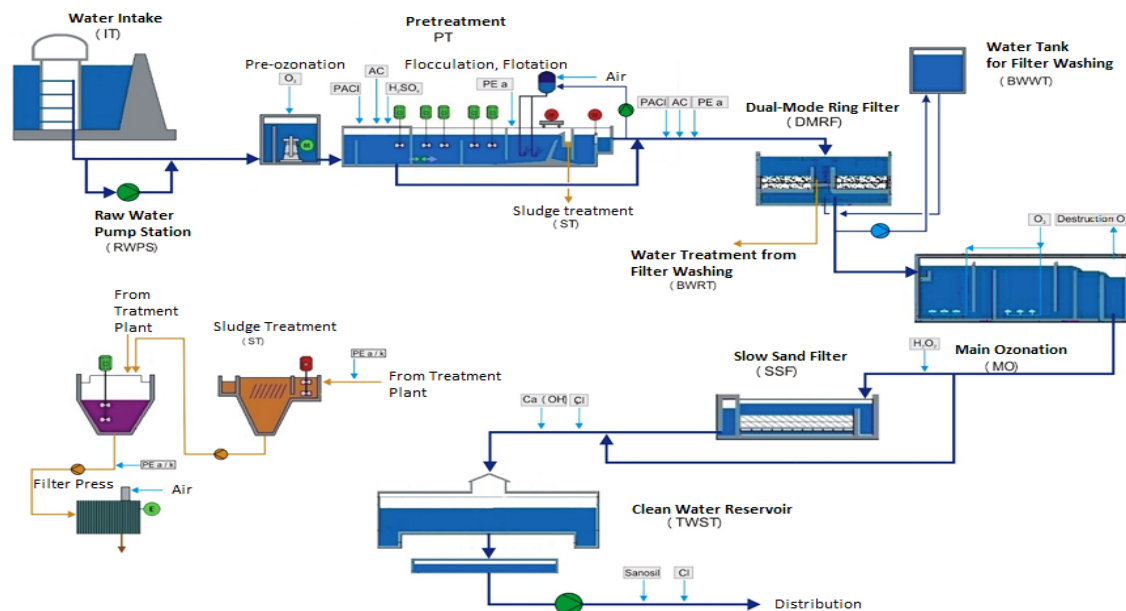 Water Intake
(IT)
Pretreatment
PT
Pre-ozonation
O₃
Flocculation, Flotation
PACl
AC
H₂SO₄
PE a
Air
PACl
AC
PE a
Dual-Mode Ring Filter
(DMRF)
Water Tank
for Filter Washing
(BWWT)
Raw Water
Pump Station
(RWPS)
Sludge treatment
(ST)
Water Treatment from
Filter Washing
(BWRT)
O₃
Destruction O
From
Tratment
Plant
Sludge Treatment
(ST)
PE a / k
From Treatment
Plant
Slow Sand Filter
(SSF)
H₂O₂
Main Ozonation
(MO)
Ca (OH)
Cl
PE a / k
Filter Press
Air
E
Clean Water Reservoir
(TWST)
Sanosil
Cl
Distribution